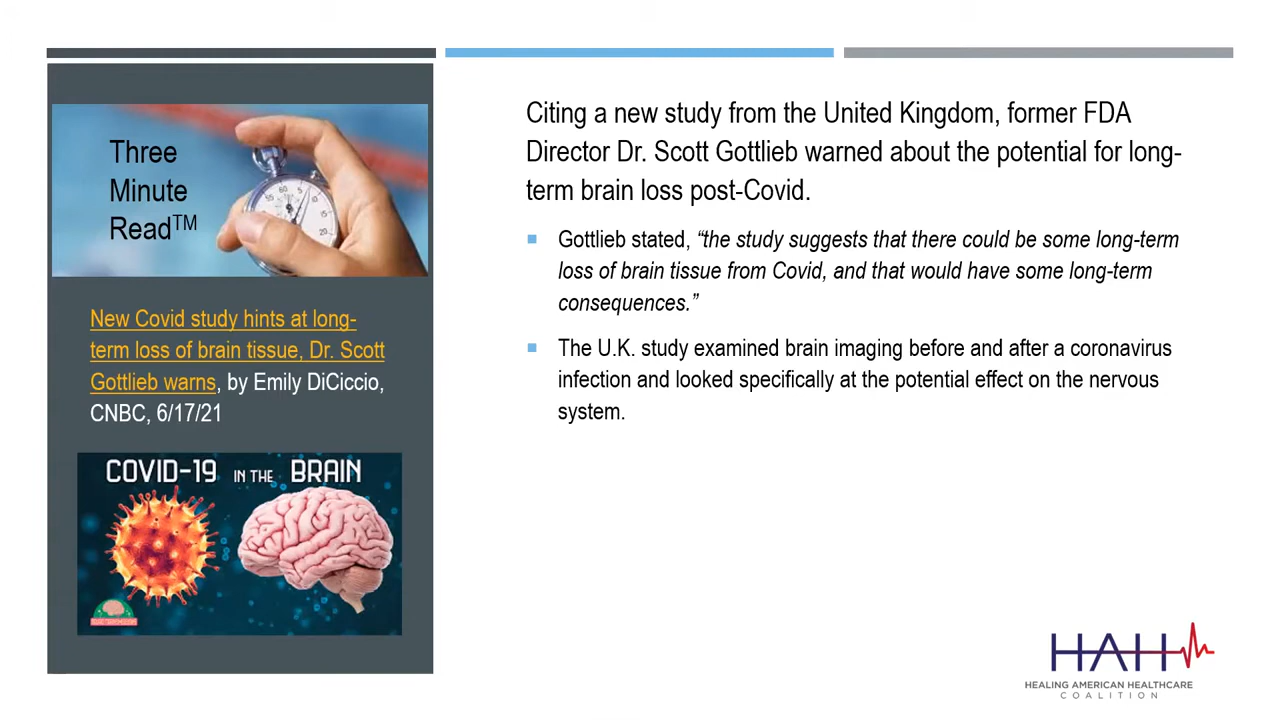 Three
Minute
Read™
New Covid study hints at long-
term loss of brain tissue, Dr. Scott
Gottlieb warns, by Emily DiCiccio,
CNBC, 6/17/21
COVID-19 IN THE BRAIN
Citing a new study from the United Kingdom, former FDA
Director Dr. Scott Gottlieb warned about the potential for long-
term brain loss post-Covid.
Gottlieb stated, “the study suggests that there could be some long-term
loss of brain tissue from Covid, and that would have some long-term
consequences.”
The U.K. study examined brain imaging before and after a coronavirus
infection and looked specifically at the potential effect on the nervous
system.
HAH
HEALING AMERICAN HEALTHCARE
COALITION